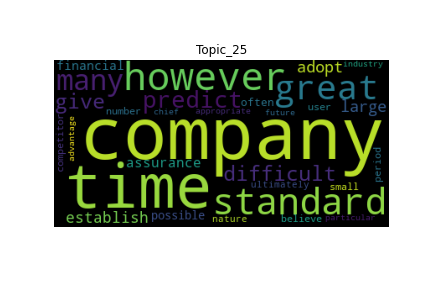 Topic_25
financial industry
many however adopt great
give predict often user large
number chief appropriate future
competitor advantage company period
assurance difficult
time ultimately small
establish possible standard
nature believe particular